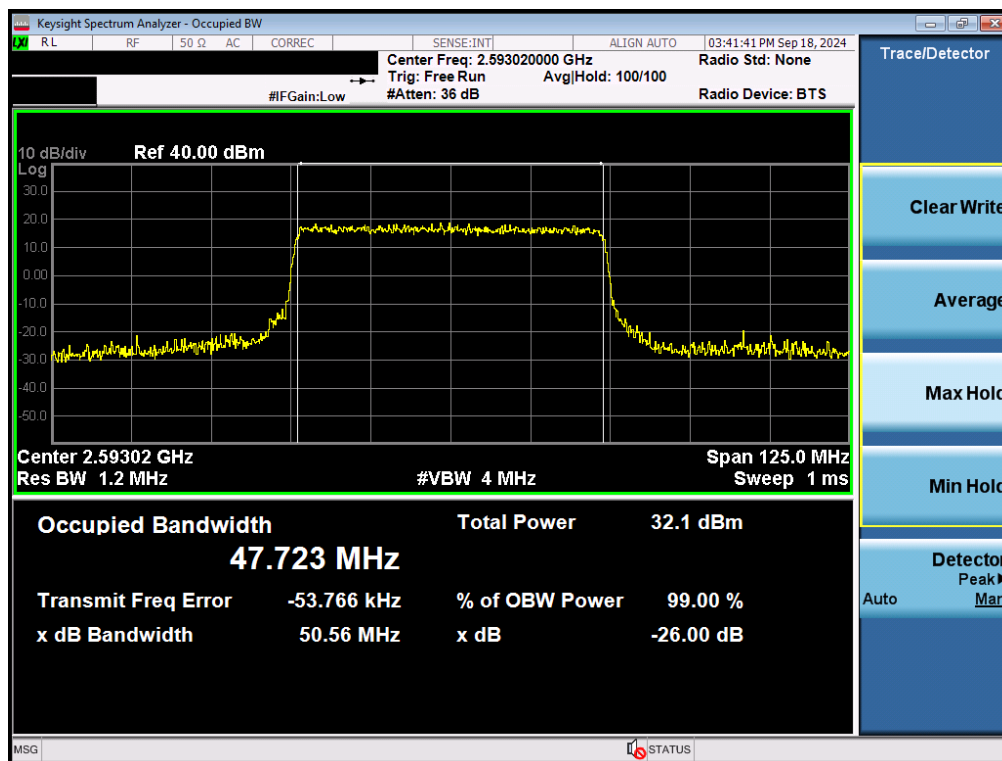 Keysight Spectrum Analyzer - Occupied BW
LXI RL RF 50 Ω AC CORREC SENSE:INT ALIGN AUTO 03:41:41 PM Sep 18, 2024
Center Freq: 2.593020000 GHz Radio Std: None
Trig: Free Run Avg|Hold: 100/100
#IFGain:Low #Atten: 36 dB Radio Device: BTS
10 dB/div Ref 40.00 dBm
Log
30.0
20.0
10.0
0.00
-10.0
-20.0
-30.0
-40.0
-50.0
Center 2.59302 GHz Span 125.0 MHz
Res BW 1.2 MHz #VBW 4 MHz Sweep 1 ms
Occupied Bandwidth Total Power 32.1 dBm
47.723 MHz
Transmit Freq Error -53.766 kHz % of OBW Power 99.00 %
x dB Bandwidth 50.56 MHz x dB -26.00 dB
MSG STATUS
Trace/Detector
Clear Write
Average
Max Hold
Min Hold
Detector
Peak
Auto Man